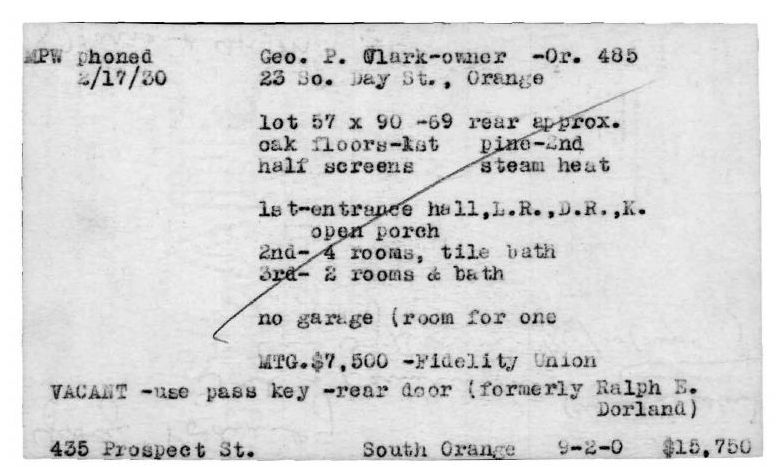 MPW phoned Geo. P. Clark-owner -Or. 485
2/17/30 23 So. Day St., Orange
lot 57 x 90 -69 rear approx.
oak floors-1st pine-2nd
half screens steam heat
1st-entrance hall,L.R.,D.R.,K.
open porch
2nd- 4 rooms, tile bath
3rd- 2 rooms & bath
no garage (room for one
MTG.$7,500 -Fidelity Union
VACANT -use pass key -rear door (formerly Ralph E.
Dorland)
435 Prospect St. South Orange 9-2-0 $15,750